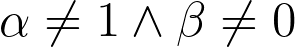 α ≠ 1 ∧ β ≠ 0